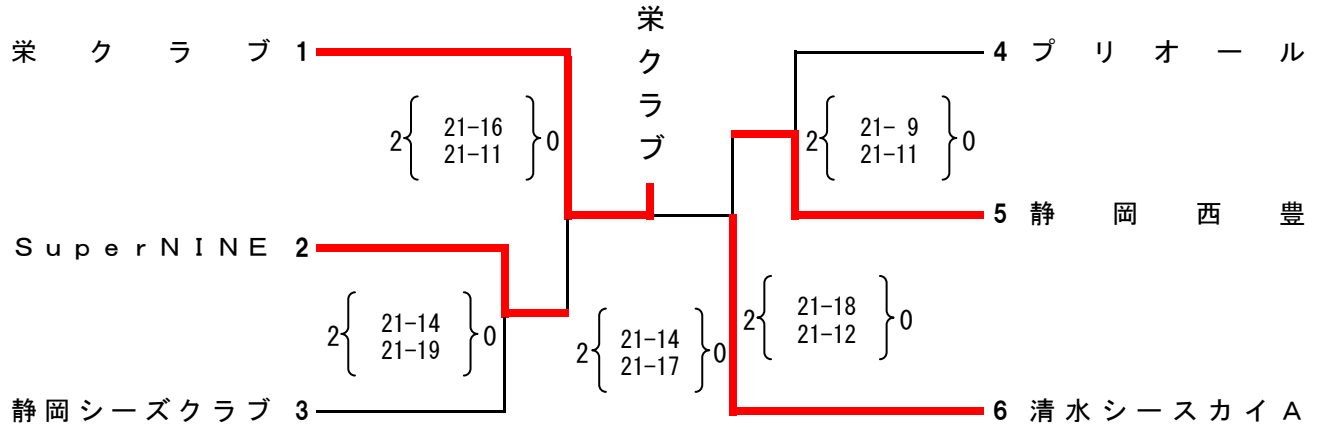 栄クラブ
栄クラブ 1
4 プリオール
2 21-16 0
21-11
2 21- 9 0
21-11
5 静岡西豊
SuperNINE 2
2 21-14 0
21-19
2 21-14 0
21-17
2 21-18 0
21-12
静岡シーズクラブ 3
6 清水シースカイA